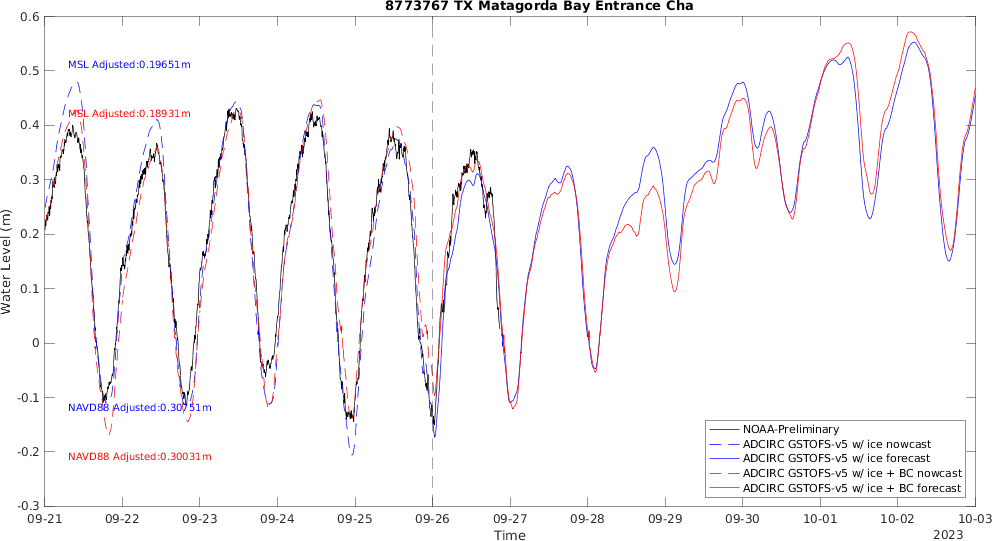 8773767 TX Matagorda Bay Entrance Cha
Water Level (m)
0.6
0.5
0.4
0.3
0.2
0.1
0
-0.1
-0.2
-0.3
MSL Adjusted:0.19651m
MSL Adjusted:0.18931m
NAVD88 Adjusted:0.30751m
NAVD88 Adjusted:0.30031m
NOAA-Preliminary
ADCIRC GSTOFS-v5 w/ ice nowcast
ADCIRC GSTOFS-v5 w/ ice forecast
ADCIRC GSTOFS-v5 w/ ice + BC nowcast
ADCIRC GSTOFS-v5 w/ ice + BC forecast
09-21 09-22 09-23 09-24 09-25 09-26 09-27 09-28 09-29 09-30 10-01 10-02 10-03
Time
2023